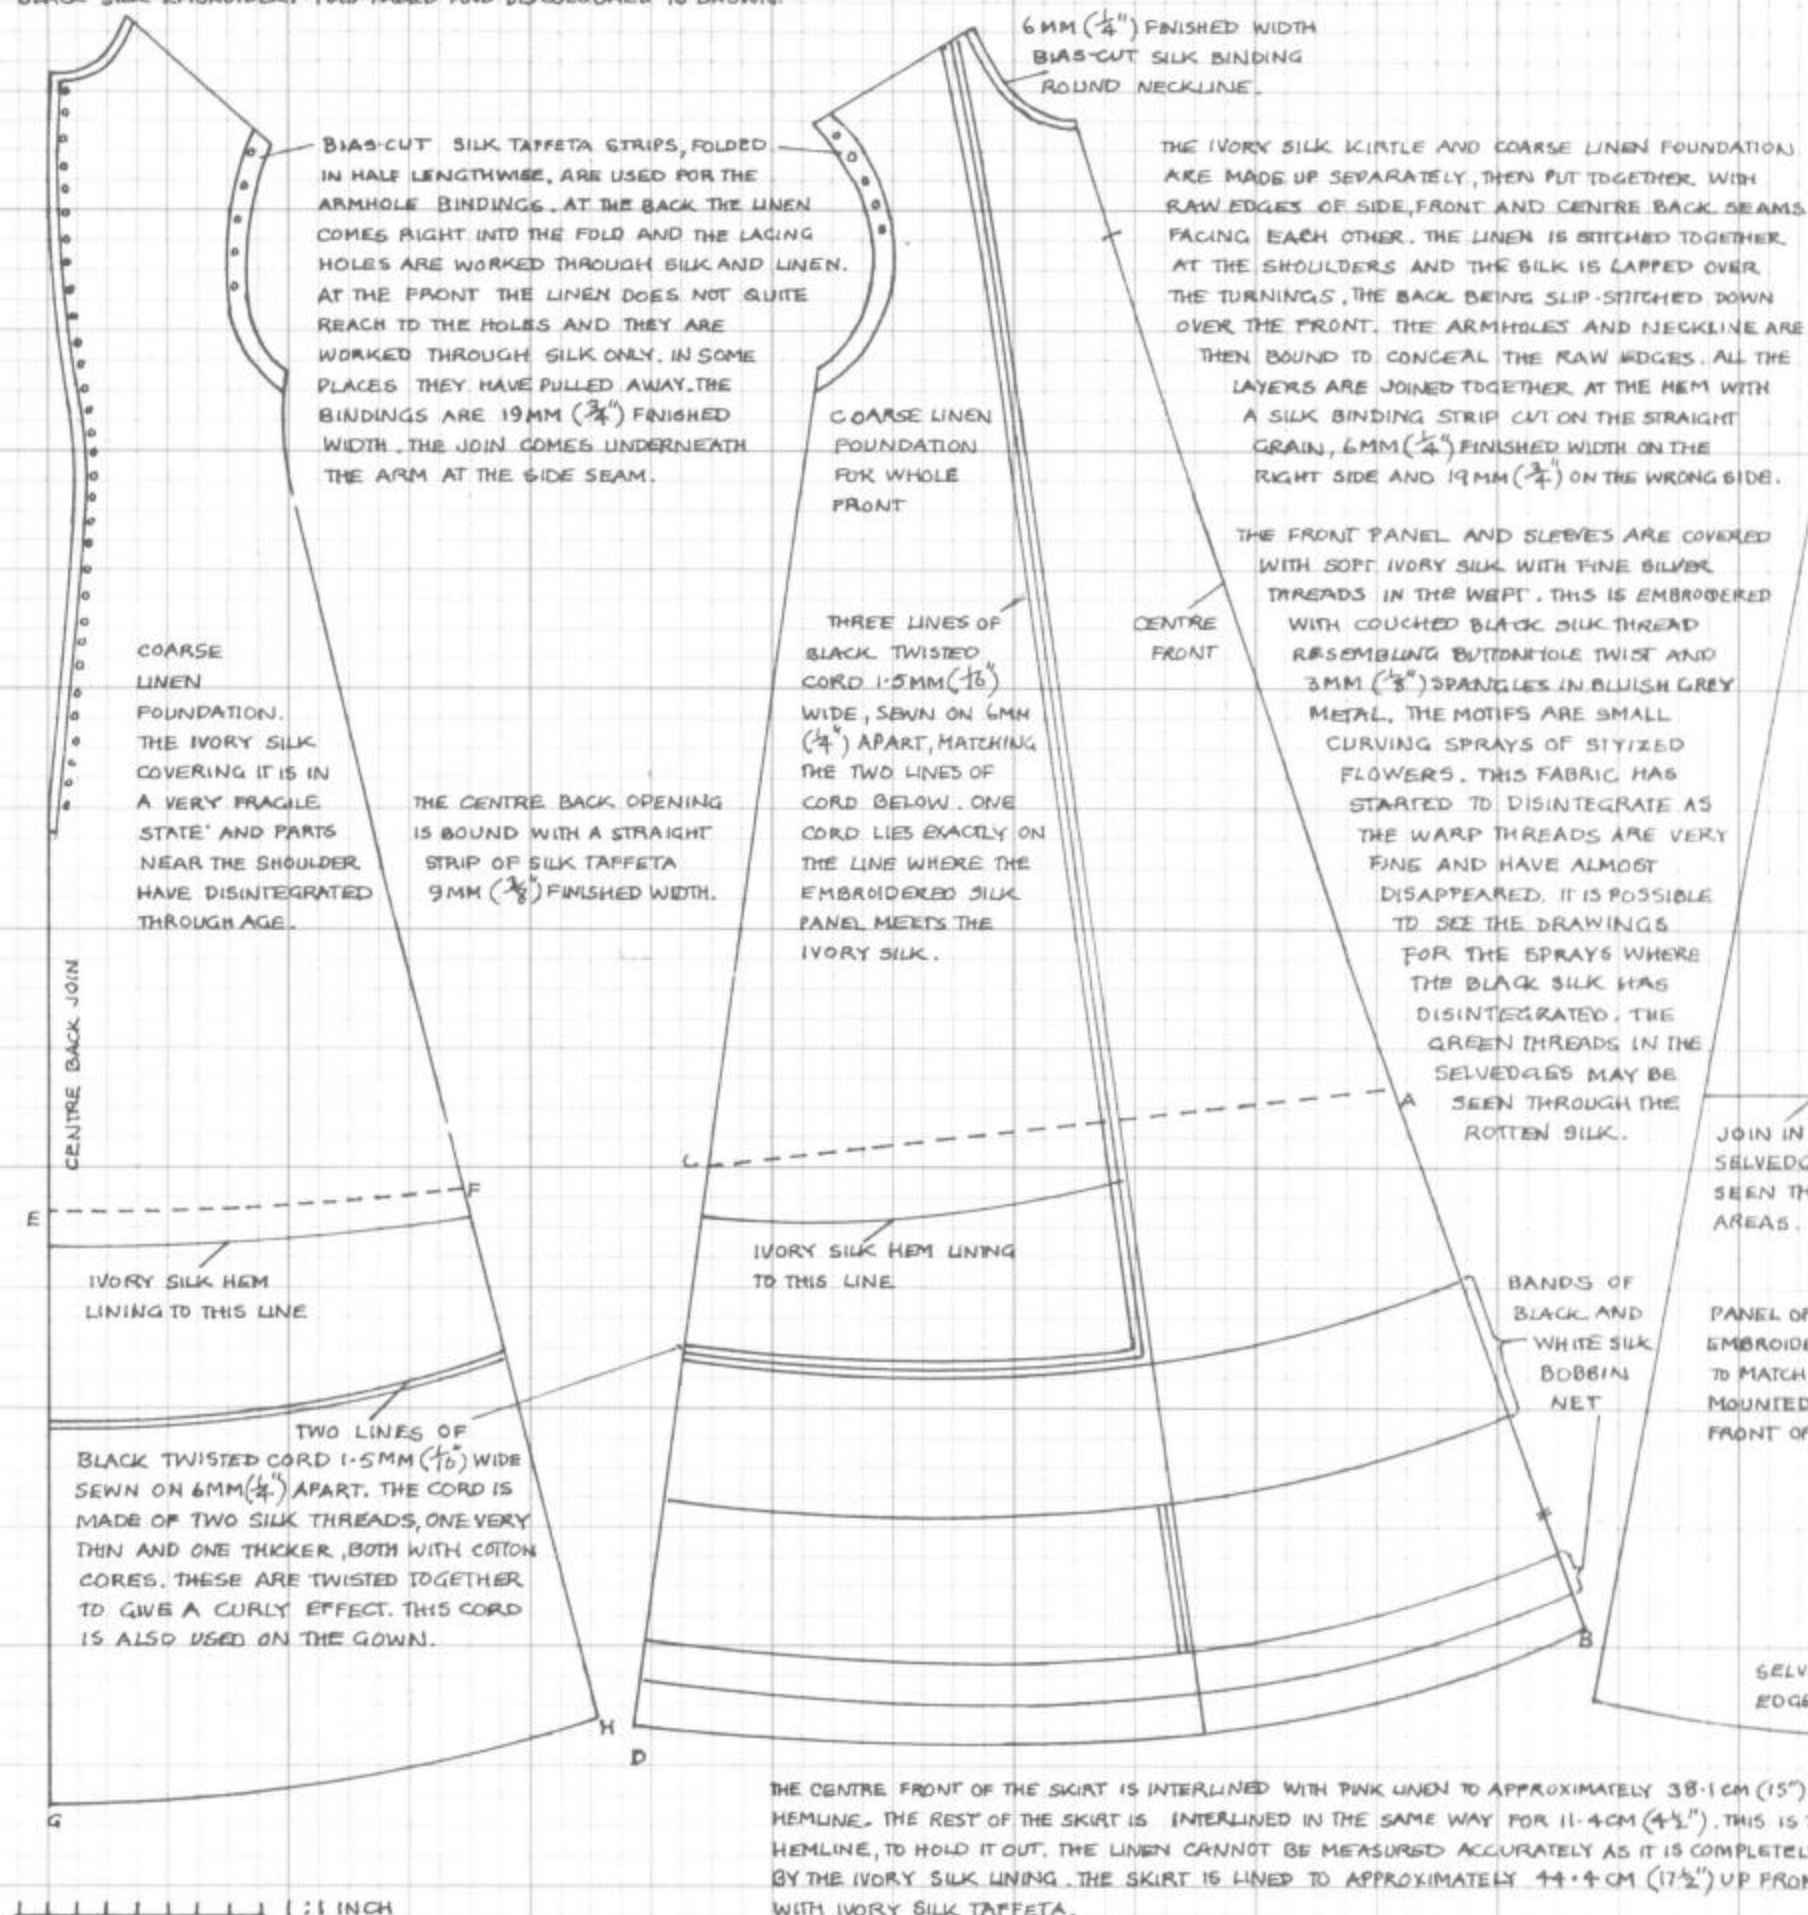 BLACK SILK EMBROIDERY HAS FADED AND DISCOLOURED TO BROWN.
6MM (1/4") FINISHED WIDTH
BIAS-CUT SILK BINDING
ROUND NECKLINE.
BIAS-CUT SILK TAFFETA STRIPS, FOLDED
IN HALF LENGTHWISE, ARE USED FOR THE
ARMHOLE BINDINGS. AT THE BACK THE LINEN
COMES RIGHT INTO THE FOLD AND THE LACING
HOLES ARE WORKED THROUGH SILK AND LINEN.
AT THE FRONT THE LINEN DOES NOT QUITE
REACH TO THE HOLES AND THEY ARE
WORKED THROUGH SILK ONLY. IN SOME
PLACES THEY HAVE PULLED AWAY. THE
BINDINGS ARE 19MM (3/4") FINISHED
WIDTH. THE JOIN COMES UNDERNEATH
THE ARM AT THE SIDE SEAM.
THE IVORY SILK KIRTLE AND COARSE LINEN FOUNDATION
ARE MADE UP SEPARATELY, THEN PUT TOGETHER WITH
RAW EDGES OF SIDE, FRONT AND CENTRE BACK SEAMS
FACING EACH OTHER. THE LINEN IS STITCHED TOGETHER
AT THE SHOULDERS AND THE SILK IS LAPPED OVER
THE TURNINGS, THE BACK BEING SLIP-STITCHED DOWN
OVER THE FRONT. THE ARMHOLES AND NECKLINE ARE
THEN BOUND TO CONCEAL THE RAW EDGES. ALL THE
LAYERS ARE JOINED TOGETHER AT THE HEM WITH
A SILK BINDING STRIP CUT ON THE STRAIGHT
GRAIN, 6MM (1/4") FINISHED WIDTH ON THE
RIGHT SIDE AND 19MM (3/4") ON THE WRONG SIDE.
COARSE LINEN
FOUNDATION
FOR WHOLE
FRONT
THE FRONT PANEL AND SLEEVES ARE COVERED
WITH SOFT IVORY SILK WITH FINE SILVER
THREADS IN THE WEFT. THIS IS EMBROIDERED
WITH COUCHED BLACK SILK THREAD
RESEMBLING BUTTONHOLE TWIST AND
3MM (1/8") SPANGLES IN BLUISH GREY
METAL. THE MOTIFS ARE SMALL
CURVING SPRAYS OF STYIZED
FLOWERS. THIS FABRIC HAS
STARTED TO DISINTEGRATE AS
THE WARP THREADS ARE VERY
FINE AND HAVE ALMOST
DISAPPEARED. IT IS POSSIBLE
TO SEE THE DRAWINGS
FOR THE SPRAYS WHERE
THE BLACK SILK HAS
DISINTEGRATED. THE
GREEN THREADS IN THE
SELVEDGES MAY BE
SEEN THROUGH THE
ROTTEN SILK.
CENTRE
FRONT
THREE LINES OF
BLACK TWISTED
CORD 1·5MM (1/16")
WIDE, SEWN ON 6MM
(1/4") APART, MATCHING
THE TWO LINES OF
CORD BELOW. ONE
CORD LIES EXACTLY ON
THE LINE WHERE THE
EMBROIDERED SILK
PANEL MEETS THE
IVORY SILK.
COARSE
LINEN
FOUNDATION.
THE IVORY SILK
COVERING IT IS IN
A VERY FRAGILE
STATE AND PARTS
NEAR THE SHOULDER
HAVE DISINTEGRATED
THROUGH AGE.
THE CENTRE BACK OPENING
IS BOUND WITH A STRAIGHT
STRIP OF SILK TAFFETA
9MM (3/8") FINISHED WIDTH.
CENTRE BACK JOIN
A
C
F
E
JOIN IN
SEEN
AREAS.
IVORY SILK HEM
LINING TO THIS LINE
IVORY SILK HEM LINING
TO THIS LINE
BANDS OF
BLACK AND
WHITE SILK
BOBBIN
NET
PANEL
TO MATCH
MOUNTED
FRONT
TWO LINES OF
BLACK TWISTED CORD 1·5MM (1/16") WIDE
SEWN ON 6MM (1/4") APART. THE CORD IS
MADE OF TWO SILK THREADS, ONE VERY
THIN AND ONE THICKER, BOTH WITH COTTON
CORES. THESE ARE TWISTED TOGETHER
TO GIVE A CURLY EFFECT. THIS CORD
IS ALSO USED ON THE GOWN.
B
H
D
G
THE CENTRE FRONT OF THE SKIRT IS INTERLINED WITH PINK LINEN TO APPROXIMATELY 38·1CM (15")
HEMLINE. THE REST OF THE SKIRT IS INTERLINED IN THE SAME WAY FOR 11·4CM (4 1/2"). THIS IS
HEMLINE, TO HOLD IT OUT. THE LINEN CANNOT BE MEASURED ACCURATELY AS IT IS
BY THE IVORY SILK LINING. THE SKIRT IS LINED TO APPROXIMATELY 44·4CM (17 1/2") UP
WITH IVORY SILK TAFFETA.
1 INCH